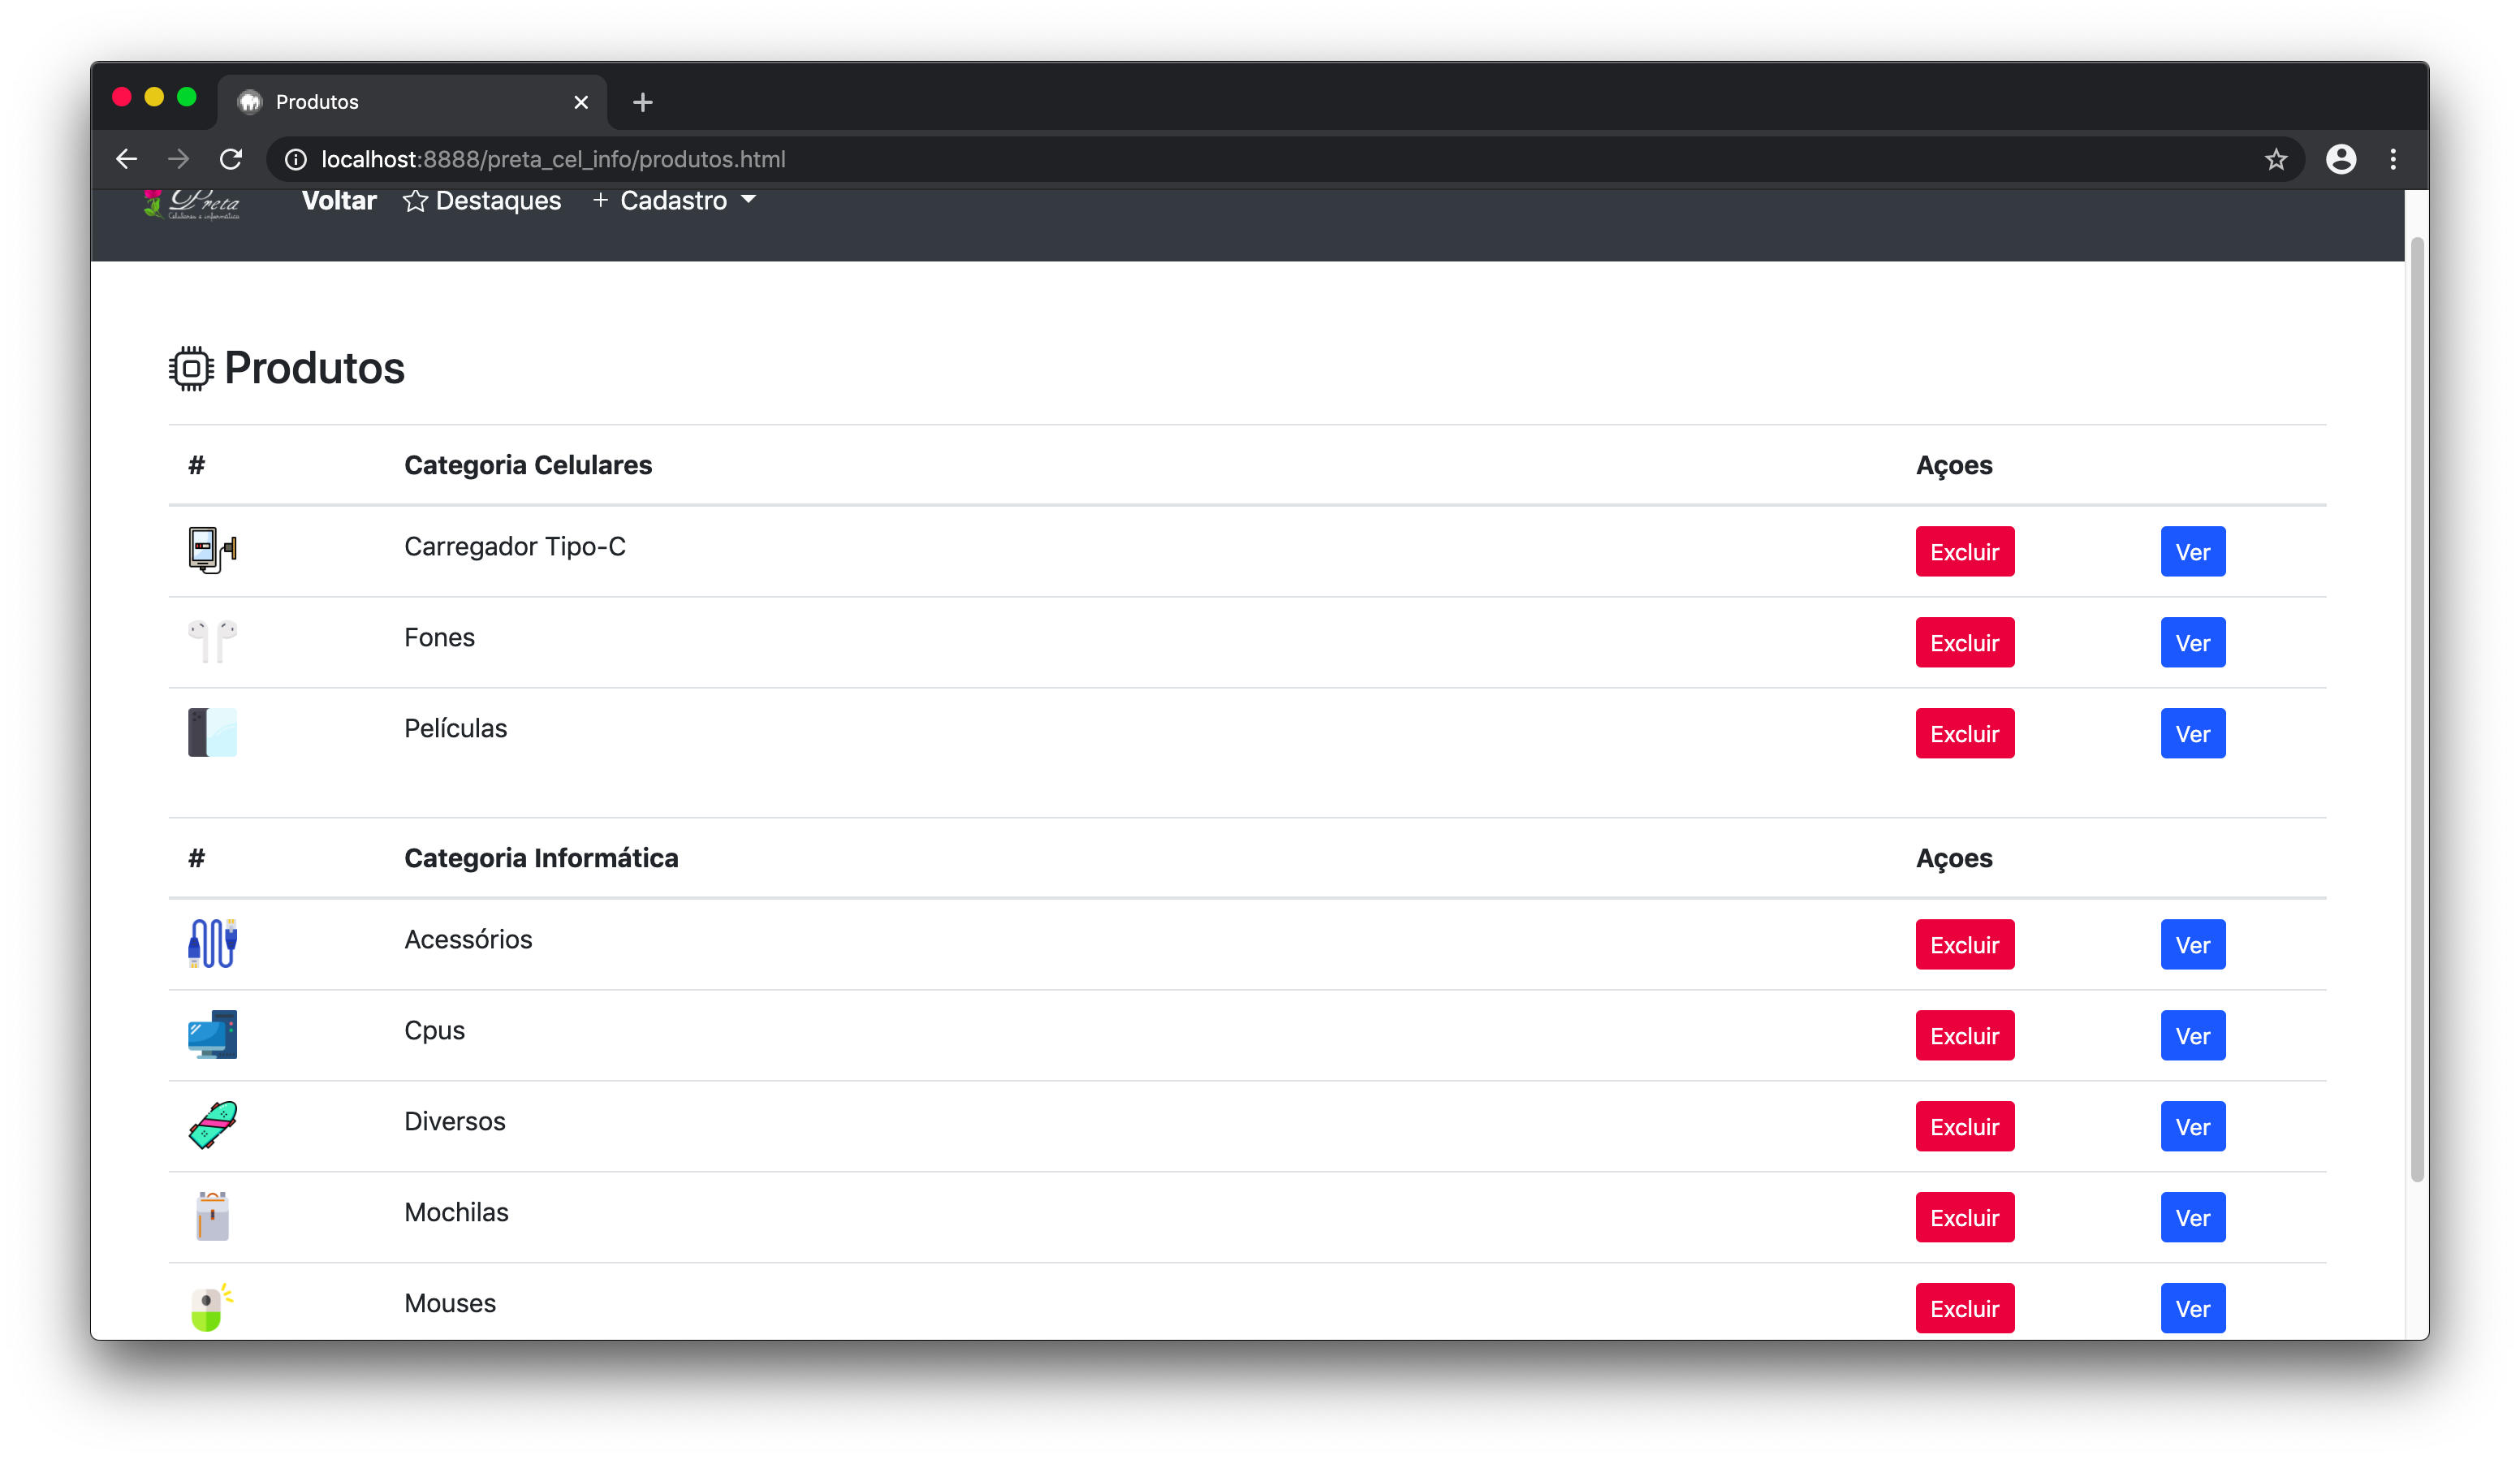 Produtos
localhost:8888/preta_cel_info/produtos.html
Preta
Celulares e informática
Voltar Destaques + Cadastro
Produtos
# Categoria Celulares Açoes
Carregador Tipo-C Excluir Ver
Fones Excluir Ver
Películas Excluir Ver
# Categoria Informática Açoes
Acessórios Excluir Ver
Cpus Excluir Ver
Diversos Excluir Ver
Mochilas Excluir Ver
Mouses Excluir Ver